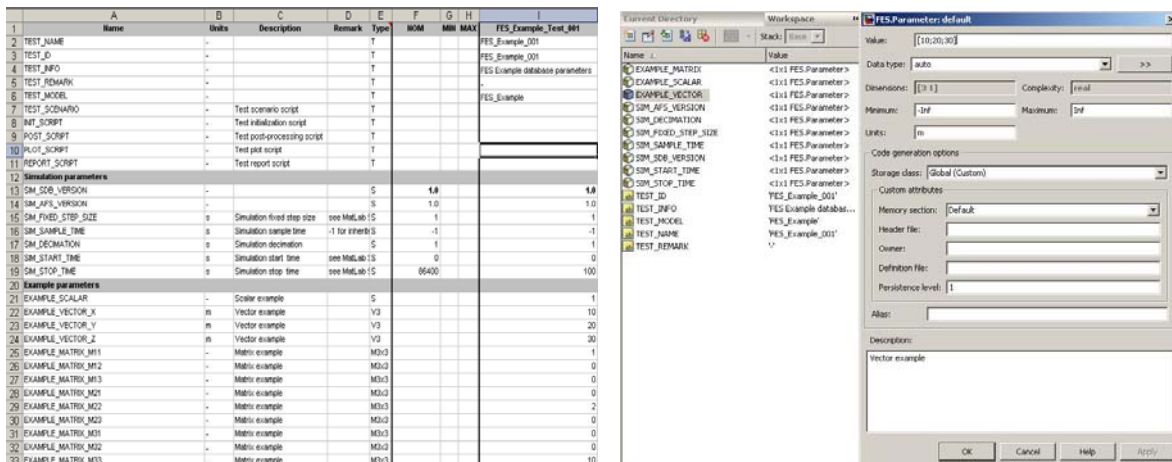 A B C D E F G H I
1 Name Units Description Remark Type NOM MIN MAX FES_Example_Test_001
2 TEST_NAME - T FES_Example_001
3 TEST_ID - T FES_Example_001
4 TEST_INFO - T FES Example database parameters
5 TEST_REMARK - T -
6 TEST_MODEL - T FES_Example
7 TEST_SCENARIO - Test scenario script T
8 INIT_SCRIPT - Test initialization script T
9 POST_SCRIPT - Test post-processing script T
10 PLOT_SCRIPT - Test plot script T
11 REPORT_SCRIPT - Test report script T
12 Simulation parameters
13 SIM_SDB_VERSION - S 1.0 1.0
14 SIM_AFS_VERSION - S 1.0 1.0
15 SIM_FIXED_STEP_SIZE s Simulation fixed step size see MatLab S 1 1
16 SIM_SAMPLE_TIME s Simulation sample time -1 for inherit S -1 -1
17 SIM_DECIMATION s Simulation decimation S 1 1
18 SIM_START_TIME s Simulation start time see MatLab S 0 0
19 SIM_STOP_TIME s Simulation stop time see MatLab S 86400 100
20 Example parameters
21 EXAMPLE_SCALAR - Scalar example S 1
22 EXAMPLE_VECTOR_X m Vector example V3 10
23 EXAMPLE_VECTOR_Y m Vector example V3 20
24 EXAMPLE_VECTOR_Z m Vector example V3 30
25 EXAMPLE_MATRIX_M11 - Matrix example M3x3 1
26 EXAMPLE_MATRIX_M12 - Matrix example M3x3 0
27 EXAMPLE_MATRIX_M13 - Matrix example M3x3 0
28 EXAMPLE_MATRIX_M21 - Matrix example M3x3 0
29 EXAMPLE_MATRIX_M22 - Matrix example M3x3 2
30 EXAMPLE_MATRIX_M23 - Matrix example M3x3 0
31 EXAMPLE_MATRIX_M31 - Matrix example M3x3 0
32 EXAMPLE_MATRIX_M32 - Matrix example M3x3 0
33 EXAMPLE_MATRIX_M33 - Matrix example M3x3 10
Current Directory Workspace
Stack: Base
Name Value
EXAMPLE_MATRIX <1x1 FES.Parameter>
EXAMPLE_SCALAR <1x1 FES.Parameter>
EXAMPLE_VECTOR <1x1 FES.Parameter>
SIM_AFS_VERSION <1x1 FES.Parameter>
SIM_DECIMATION <1x1 FES.Parameter>
SIM_FIXED_STEP_SIZE <1x1 FES.Parameter>
SIM_SAMPLE_TIME <1x1 FES.Parameter>
SIM_SDB_VERSION <1x1 FES.Parameter>
SIM_START_TIME <1x1 FES.Parameter>
SIM_STOP_TIME <1x1 FES.Parameter>
TEST_ID 'FES_Example_001'
TEST_INFO 'FES Example databas...
TEST_MODEL 'FES_Example'
TEST_NAME 'FES_Example_001'
TEST_REMARK '-'
FES.Parameter: default
Value: [10;20;30]
Data type: auto >>
Dimensions: [3 1] Complexity: real
Minimum: -Inf Maximum: Inf
Units: m
Code generation options
Storage class: Global (Custom)
Custom attributes
Memory section: Default
Header file:
Owner:
Definition file:
Persistence level: 1
Alias:
Description:
Vector example
OK Cancel Help Apply